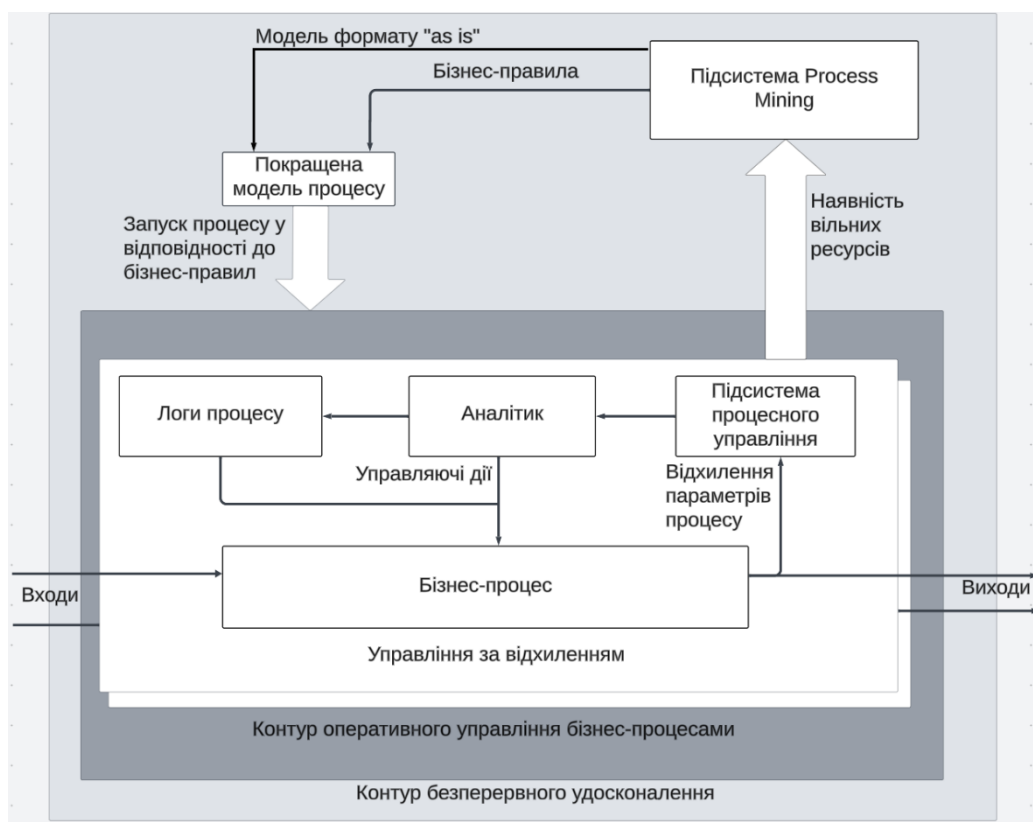 Модель формату "as is"
Бізнес-правила
Підсистема Process
Mining
Покращена
модель процесу
Запуск процесу у
відповідності до
бізнес-правил
Наявність
вільних
ресурсів
Логи процесу
Аналітик
Підсистема
процесного
управління
Управляючі дії
Відхилення
параметрів
процесу
Входи
Бізнес-процес
Виходи
Управління за відхиленням
Контур оперативного управління бізнес-процесами
Контур безперервного удосконалення